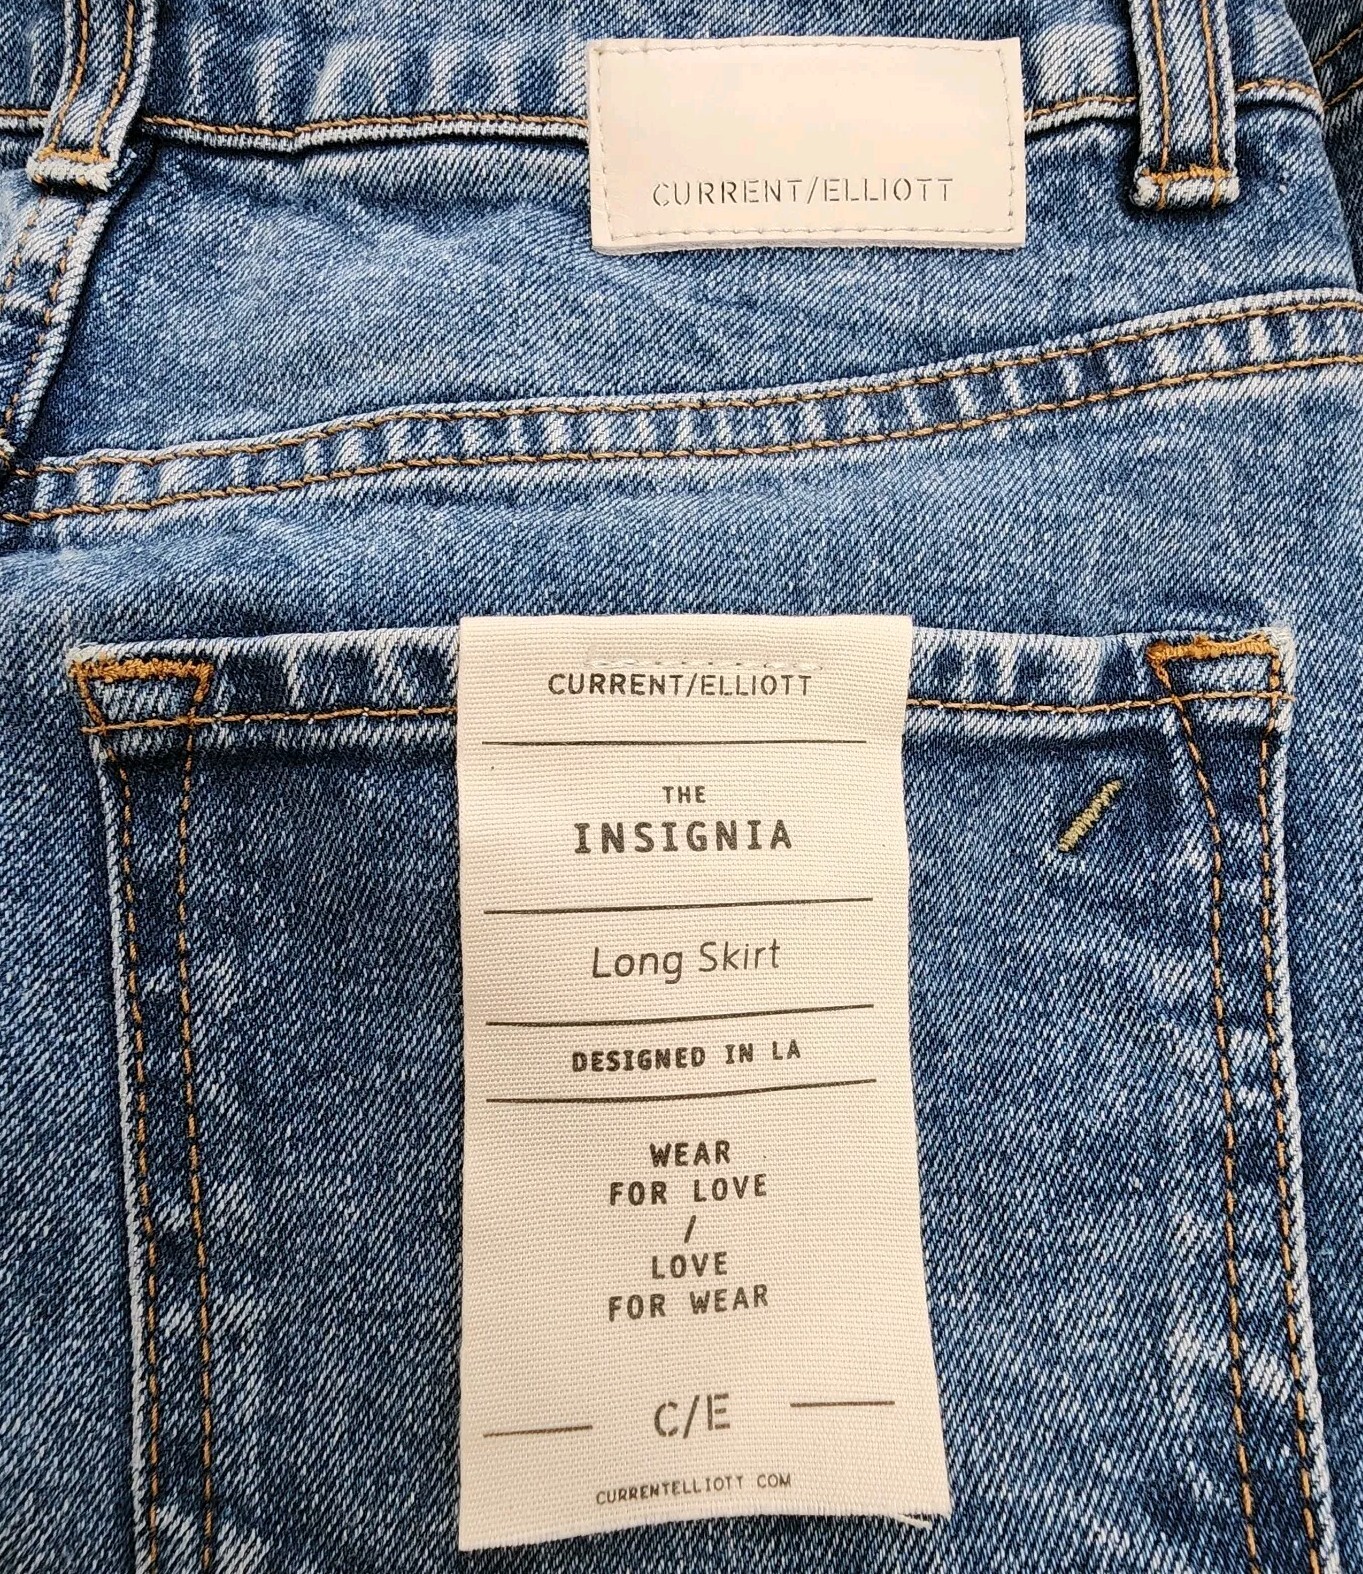 CURRENT/ELLIOTT
CURRENT/ELLIOTT
THE
INSIGNIA
Long Skirt
DESIGNED IN LA
WEAR
FOR LOVE
/
LOVE
FOR WEAR
C/E
CURRENTELLIOTT COM